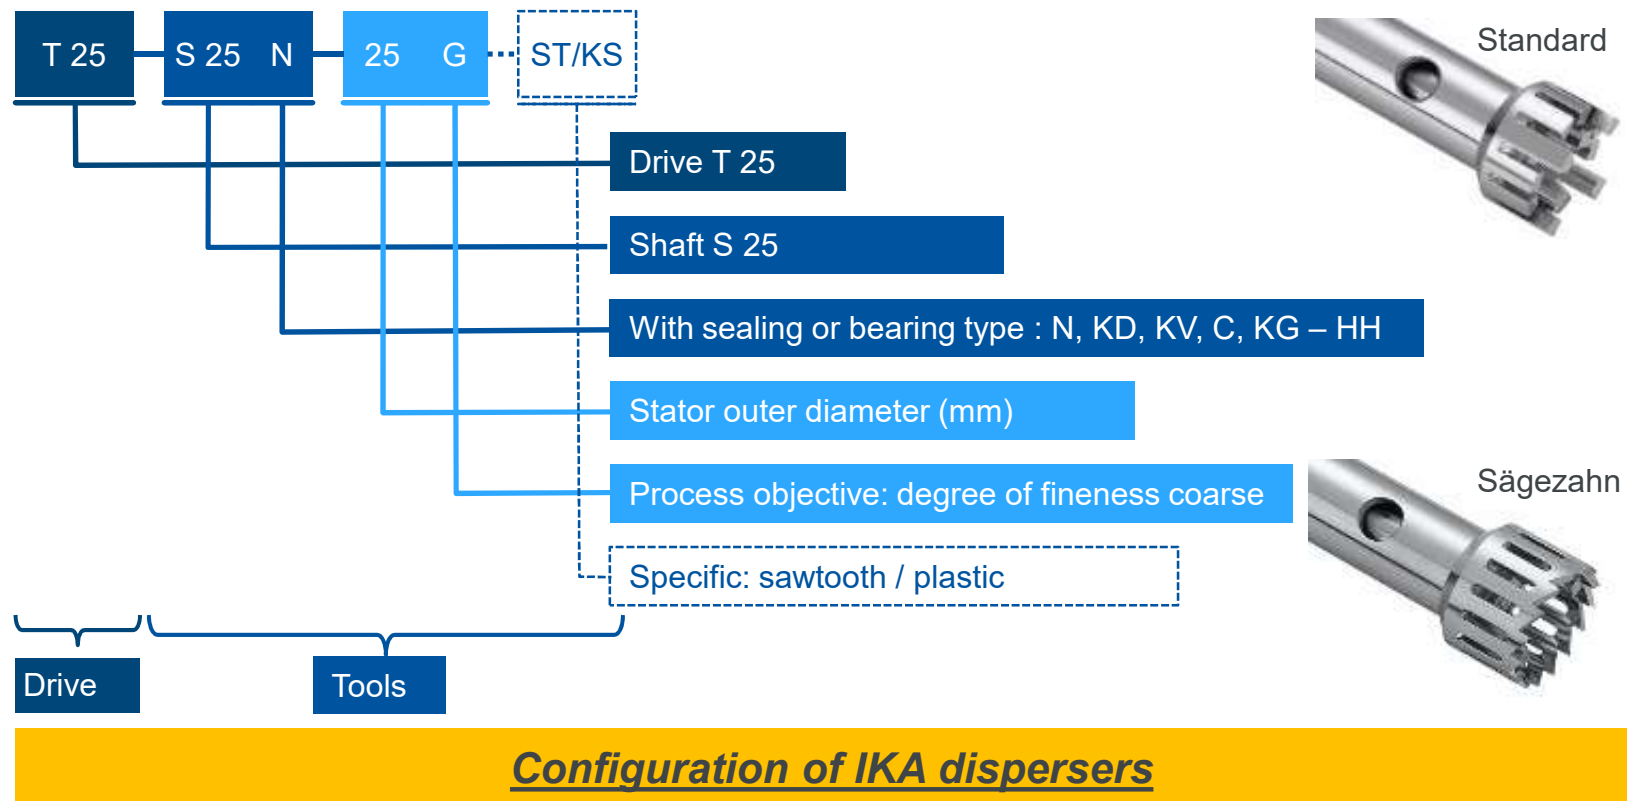 T 25
S 25 N
25 G
ST/KS
Standard
Drive T 25
Shaft S 25
With sealing or bearing type : N, KD, KV, C, KG – HH
Stator outer diameter (mm)
Process objective: degree of fineness coarse
Sägezahn
Specific: sawtooth / plastic
Drive
Tools
Configuration of IKA dispersers